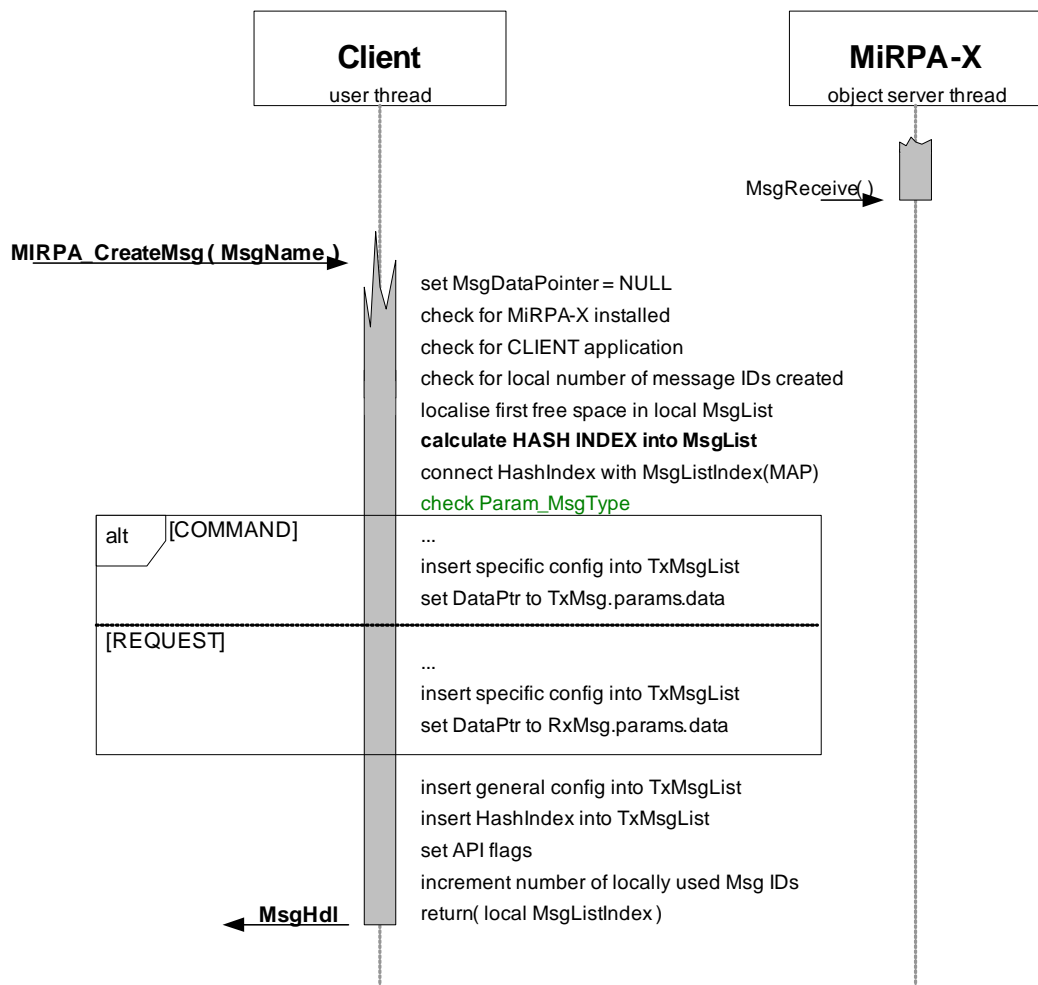 Client
user thread
MiRPA-X
object server thread
MsgReceive()
MIRPA_CreateMsg( MsgName )
set MsgDataPointer = NULL
check for MiRPA-X installed
check for CLIENT application
check for local number of message IDs created
localise first free space in local MsgList
calculate HASH INDEX into MsgList
connect HashIndex with MsgListIndex(MAP)
check Param_MsgType
alt
[COMMAND]
...
insert specific config into TxMsgList
set DataPtr to TxMsg.params.data
[REQUEST]
...
insert specific config into TxMsgList
set DataPtr to RxMsg.params.data
insert general config into TxMsgList
insert HashIndex into TxMsgList
set API flags
increment number of locally used Msg IDs
return( local MsgListIndex )
MsgHdl